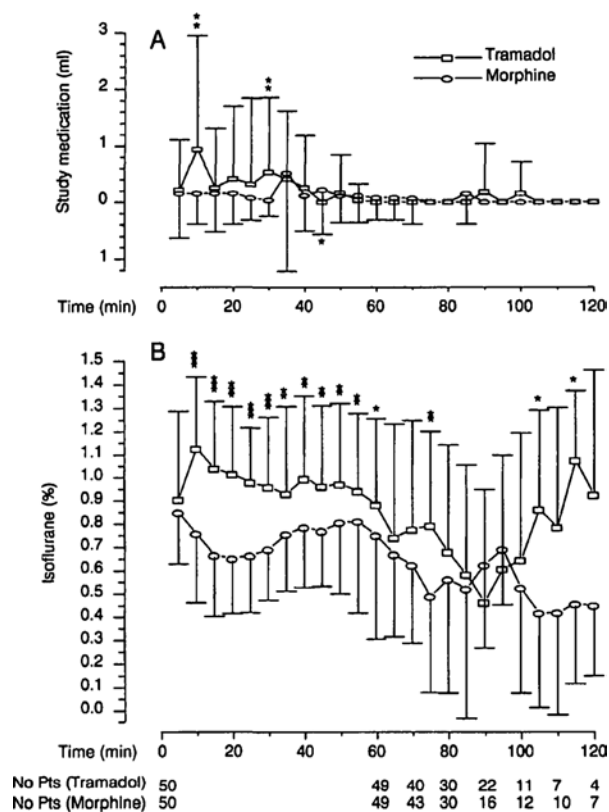 A
Tramadol
Morphine
Study medication (ml)
3
2
1
0
1
**
**
*
Time (min) 0 20 40 60 80 100 120
B
Isoflurane (%)
1.5
1.4
1.3
1.2
1.1
1.0
0.9
0.8
0.7
0.6
0.5
0.4
0.3
0.2
0.1
0.0
*** *** *** *** *** ** ** ** ** ** * ** * *
Time (min) 0 20 40 60 80 100 120
No Pts (Tramadol) 50 49 40 30 22 11 7 4
No Pts (Morphine) 50 49 43 30 16 12 10 7